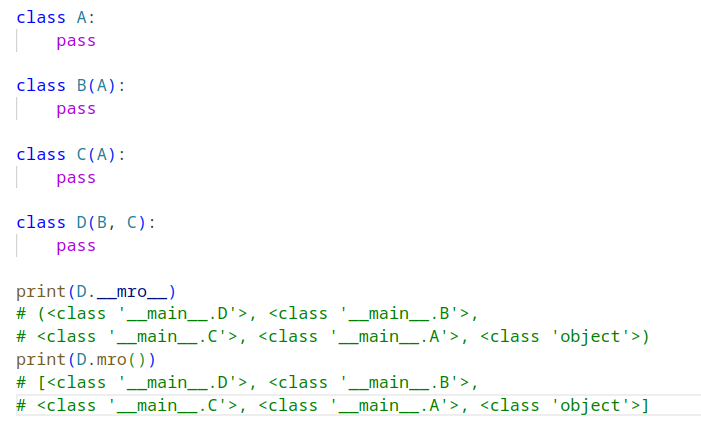 class A:
    pass

class B(A):
    pass

class C(A):
    pass

class D(B, C):
    pass

print(D.__mro__)
# (<class '__main__.D'>, <class '__main__.B'>,
# <class '__main__.C'>, <class '__main__.A'>, <class 'object'>)
print(D.mro())
# [<class '__main__.D'>, <class '__main__.B'>,
# <class '__main__.C'>, <class '__main__.A'>, <class 'object'>]